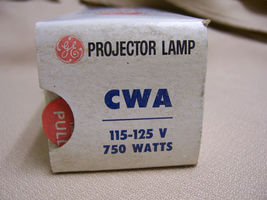 GE PROJECTOR LAMP
CWA
115-125 V
750 WATTS
PULL